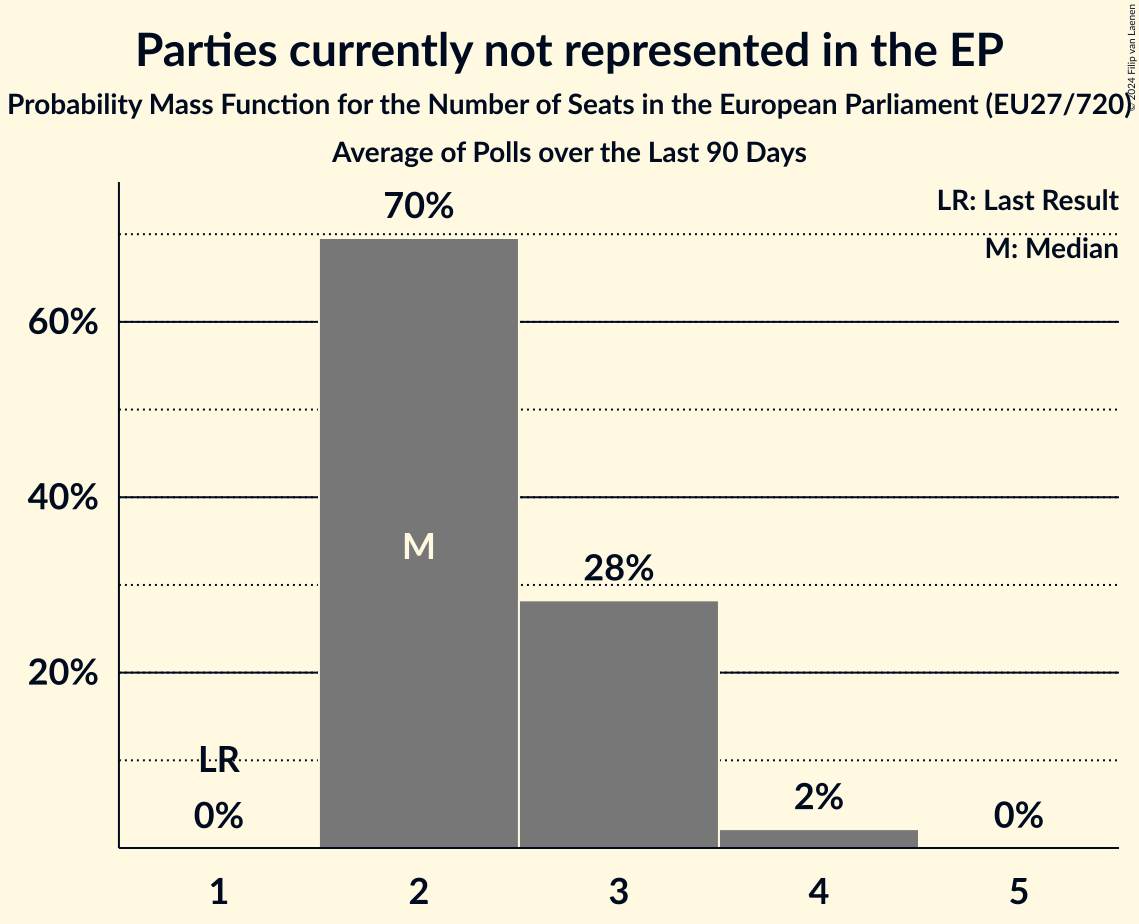 Parties currently not represented in the EP
Probability Mass Function for the Number of Seats in the European Parliament (EU27/720)
Average of Polls over the Last 90 Days
© 2024 Filip van Laenen
LR: Last Result
M: Median
70%
60%
40%
M
28%
20%
LR
0%
2%
0%
1 2 3 4 5